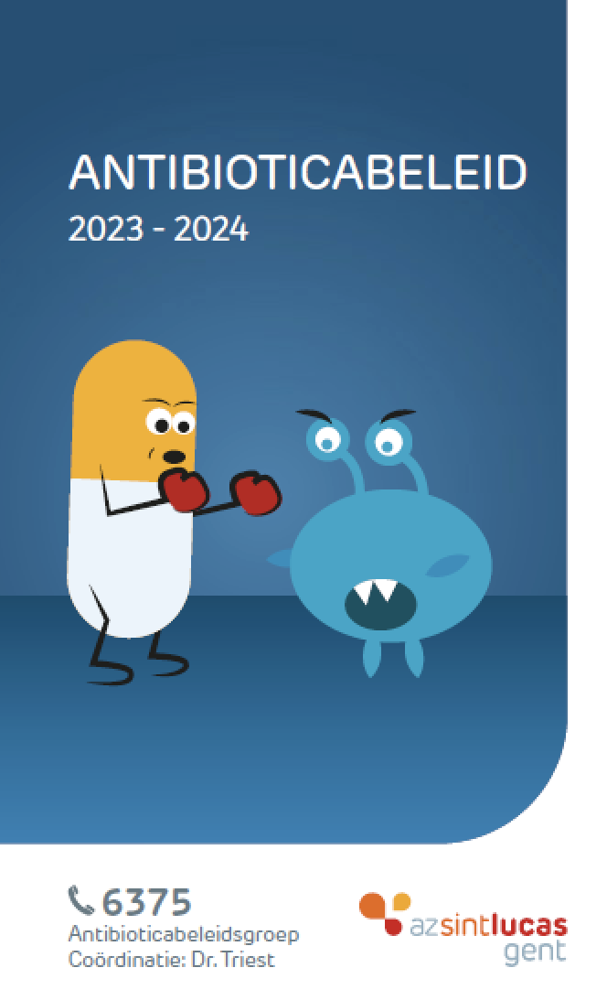 ANTIBIOTICABELEID
2023 - 2024
6375
Antibioticabeleidsgroep
Coördinatie: Dr. Triest
azsintlucas
gent